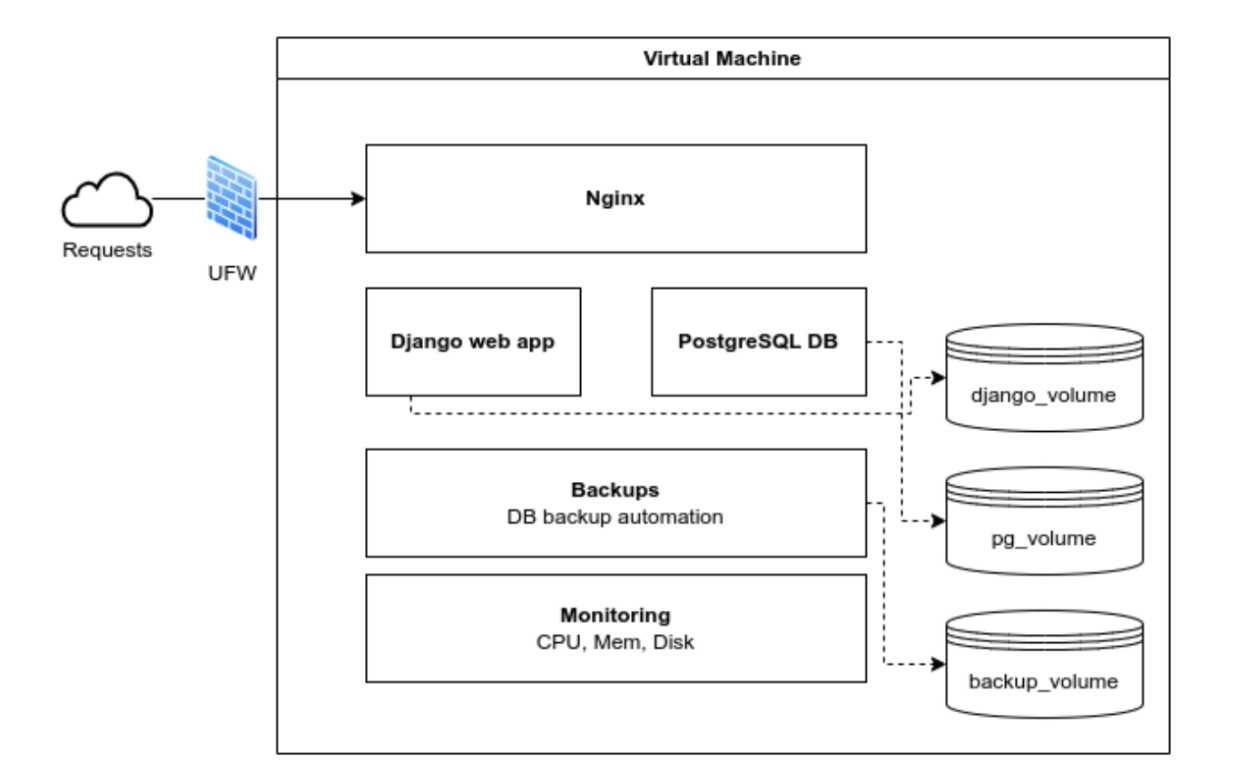 Virtual Machine
Nginx
Requests
UFW
Django web app
PostgreSQL DB
django_volume
Backups
DB backup automation
pg_volume
Monitoring
CPU, Mem, Disk
backup_volume